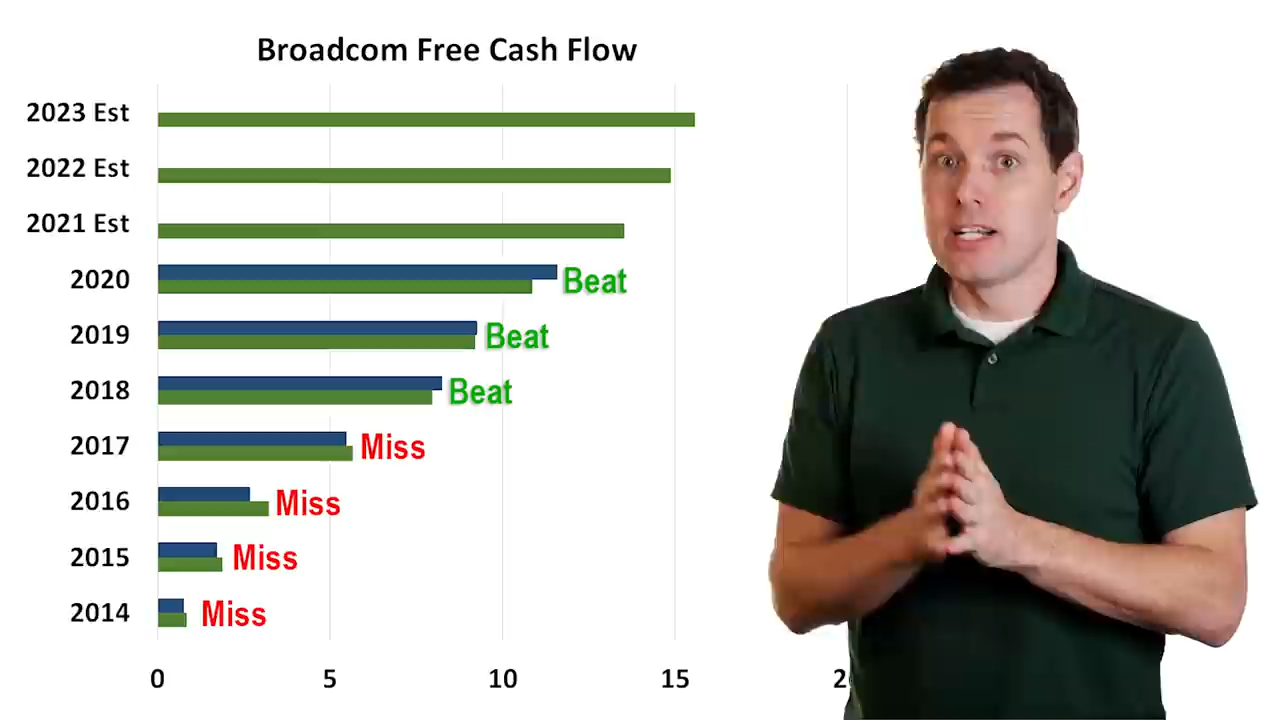 Broadcom Free Cash Flow
2023 Est
2022 Est
2021 Est
2020 Beat
2019 Beat
2018 Beat
2017 Miss
2016 Miss
2015 Miss
2014 Miss
0 5 10 15 2